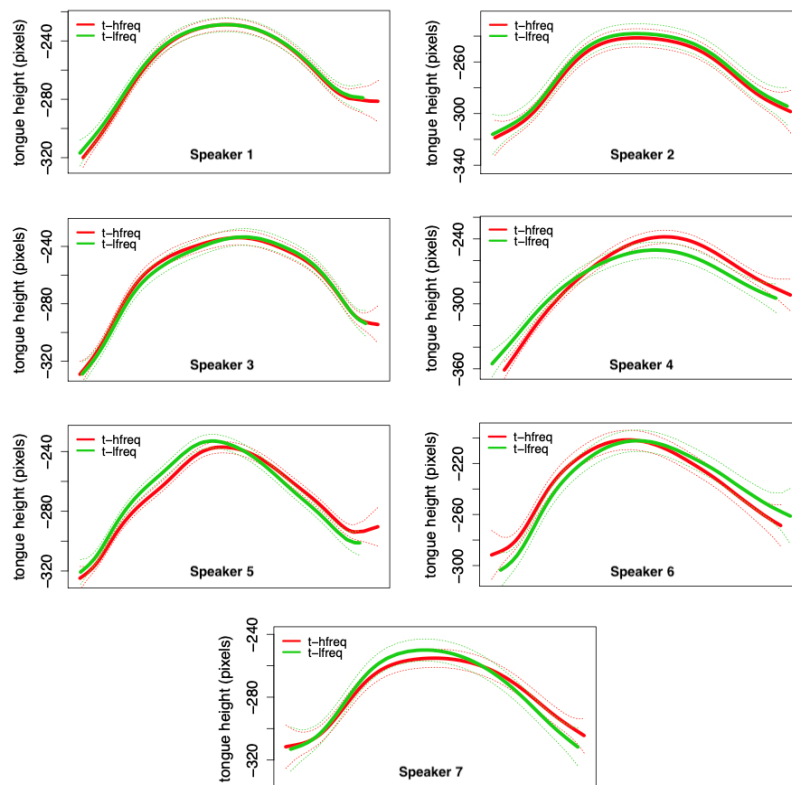 tongue height (pixels)
-240
-280
-320
t-hfreq
t-lfreq
Speaker 1
tongue height (pixels)
-260
-300
-340
t-hfreq
t-lfreq
Speaker 2
tongue height (pixels)
-240
-280
-320
t-hfreq
t-lfreq
Speaker 3
tongue height (pixels)
-240
-300
-360
t-hfreq
t-lfreq
Speaker 4
tongue height (pixels)
-240
-280
-320
t-hfreq
t-lfreq
Speaker 5
tongue height (pixels)
-220
-260
-300
t-hfreq
t-lfreq
Speaker 6
tongue height (pixels)
-240
-280
-320
t-hfreq
t-lfreq
Speaker 7